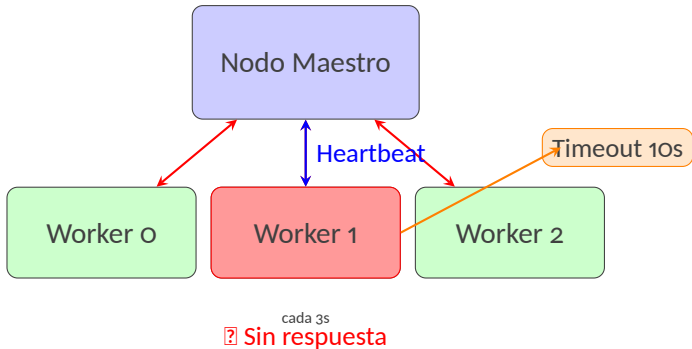 Nodo Maestro
Heartbeat
Timeout 10s
Worker 0
Worker 1
Worker 2
cada 3s
Sin respuesta